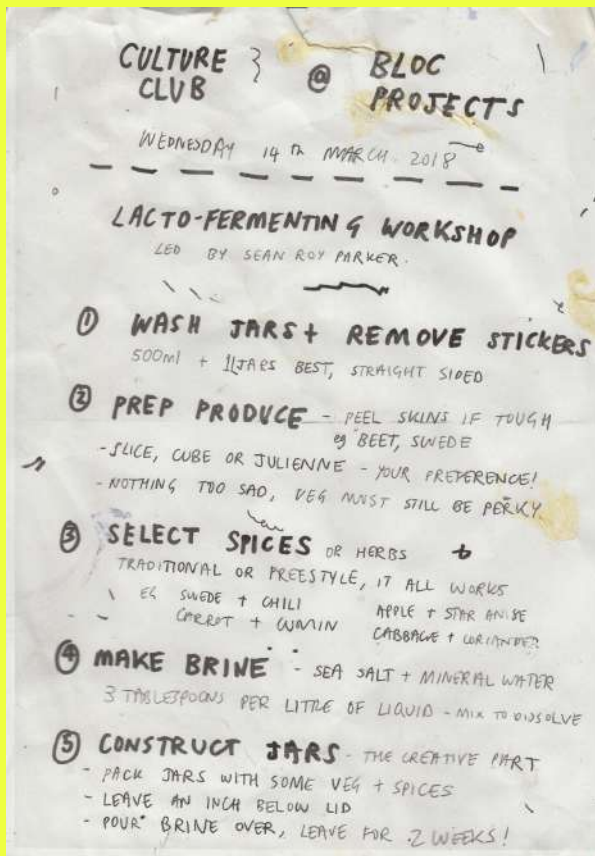 CULTURE CLUB } @ BLOC PROJECTS
WEDNESDAY 14TH MARCH 2018
LACTO-FERMENTING WORKSHOP
LED BY SEAN ROY PARKER.
① WASH JARS + REMOVE STICKERS
500ml + 1L JARS BEST, STRAIGHT SIDED
② PREP PRODUCE - PEEL SKINS IF TOUGH
eg BEET, SWEDE
- SLICE, CUBE OR JULIENNE - YOUR PREFERENCE!
- NOTHING TOO SAD, VEG MUST STILL BE PERKY.
③ SELECT SPICES OR HERBS
TRADITIONAL OR FREESTYLE, IT ALL WORKS
EG SWEDE + CHILI APPLE + STAR ANISE
CARROT + CUMIN CABBAGE + CORIANDER
④ MAKE BRINE - SEA SALT + MINERAL WATER
3 TABLESPOONS PER LITRE OF LIQUID - MIX TO DISSOLVE
⑤ CONSTRUCT JARS - THE CREATIVE PART
- PACK JARS WITH SOME VEG + SPICES
- LEAVE AN INCH BELOW LID
- POUR BRINE OVER, LEAVE FOR 2 WEEKS!